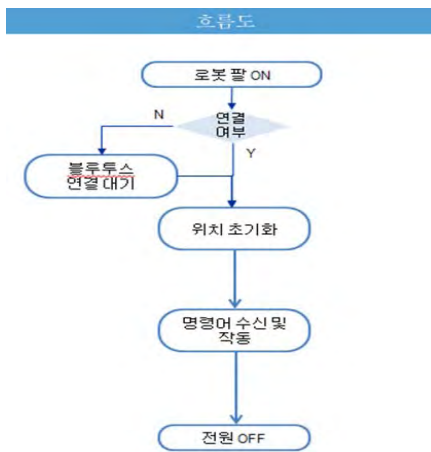 흐름도
로봇 팔 ON
연결
여부
N
Y
블루투스
연결 대기
위치 초기화
명령어 수신 및
작동
전원 OFF